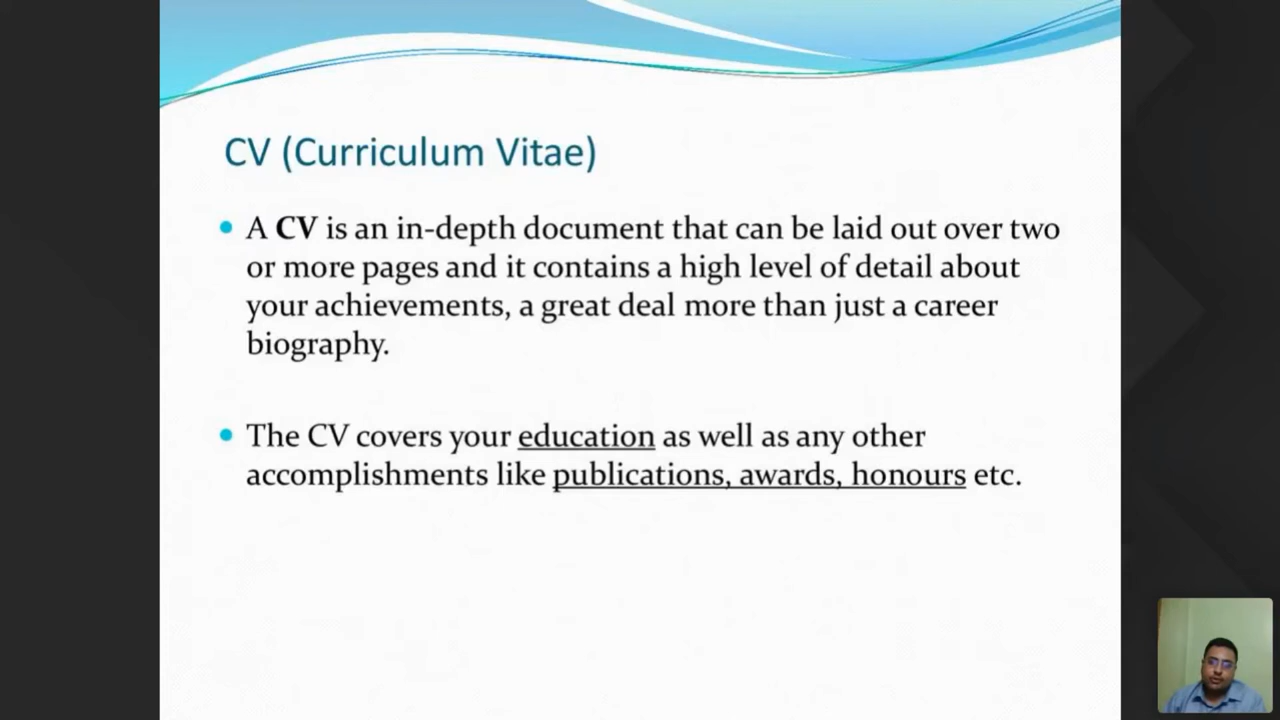 CV (Curriculum Vitae)
A CV is an in-depth document that can be laid out over two
or more pages and it contains a high level of detail about
your achievements, a great deal more than just a career
biography.
The CV covers your education as well as any other
accomplishments like publications, awards, honours etc.